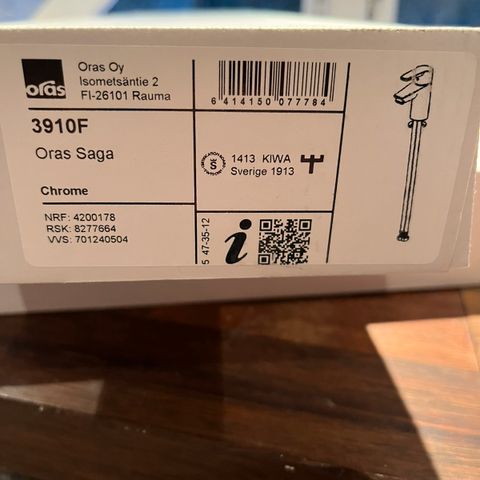 oras
Oras Oy
Isometsäntie 2
FI-26101 Rauma
3910F
Oras Saga
Chrome
NRF: 4200178
RSK: 8277664
VVS: 701240504
6 414150 077784
S
1413 KIWA
Sverige 1913
5 47-35-12
i